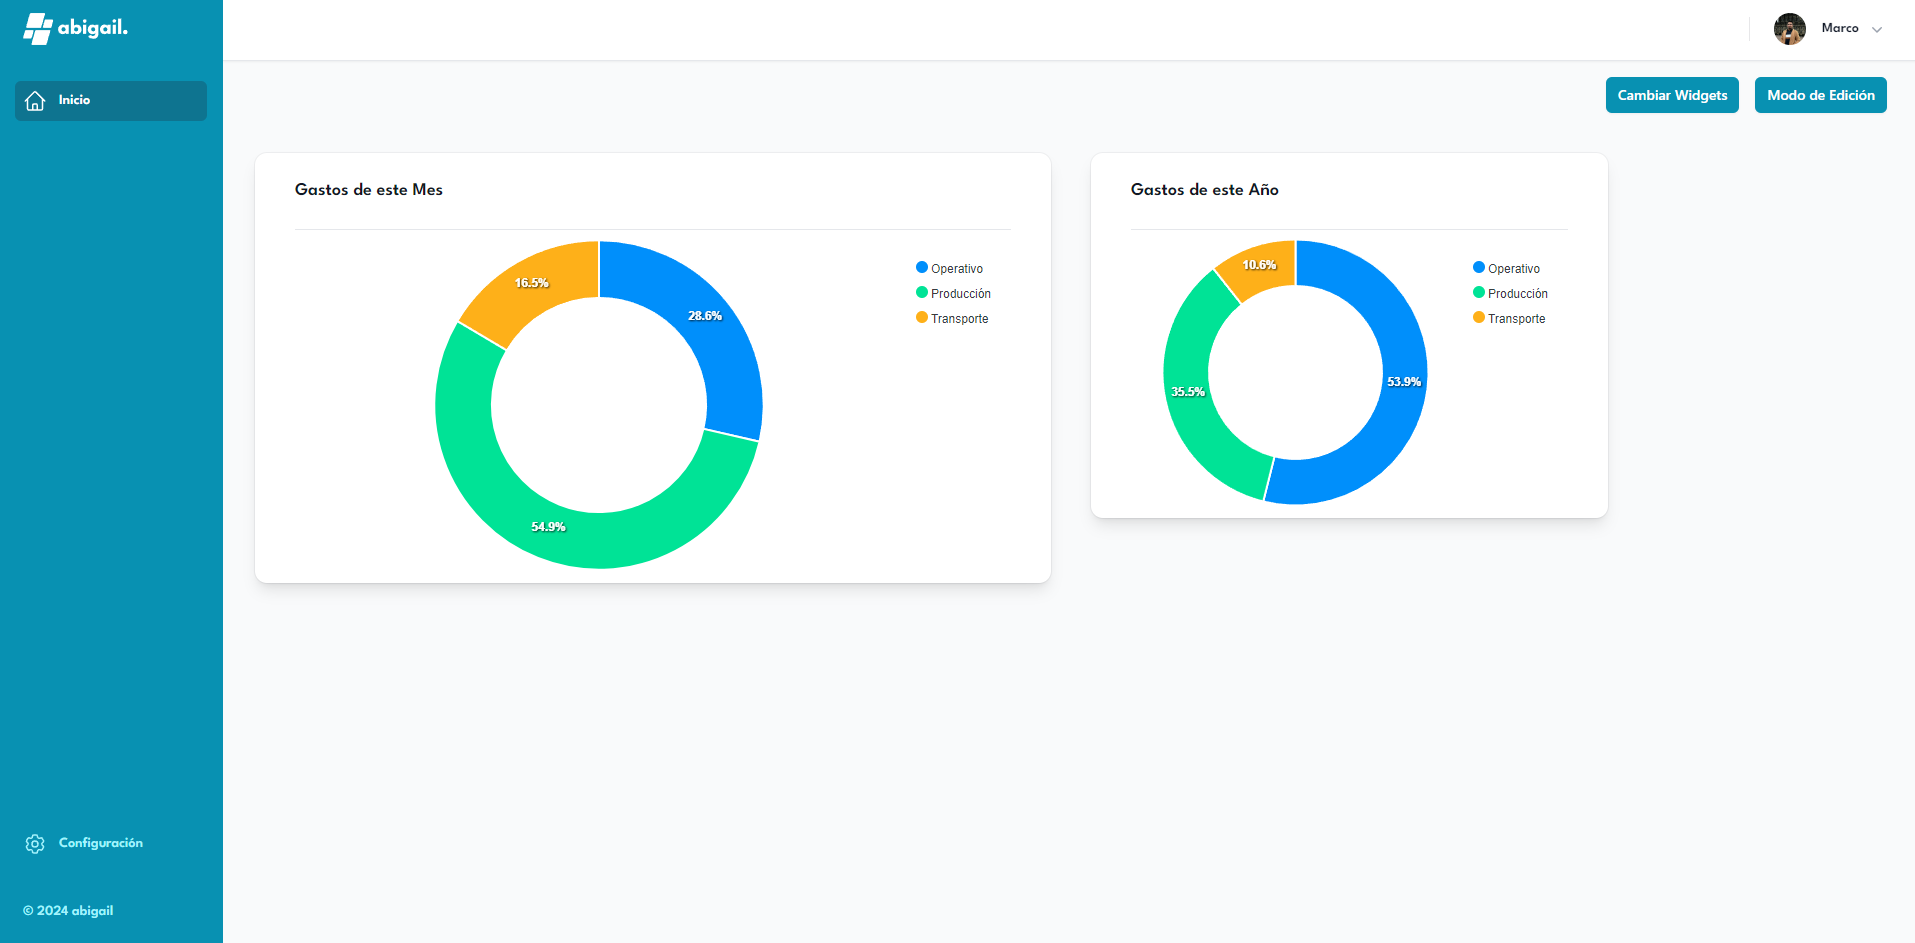 abigail.
Marco
Inicio
Cambiar Widgets
Modo de Edición
Gastos de este Mes
16.5%
28.6%
54.9%
Operativo
Producción
Transporte
Gastos de este Año
10.6%
53.9%
35.5%
Operativo
Producción
Transporte
Configuración
© 2024 abigail